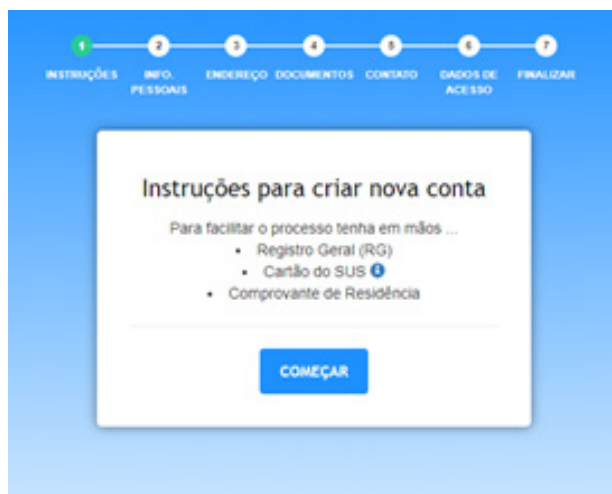 1 2 3 4 5 6 7
INSTRUÇÕES INFO. PESSOAIS ENDEREÇO DOCUMENTOS CONTATO DADOS DE ACESSO FINALIZAR
Instruções para criar nova conta
Para facilitar o processo tenha em mãos ...
• Registro Geral (RG)
• Cartão do SUS
• Comprovante de Residência
COMEÇAR